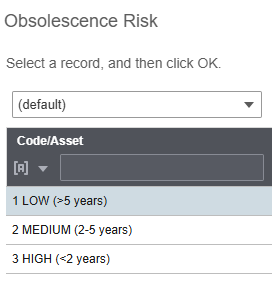 Obsolescence Risk
Select a record, and then click OK.
(default)
Code/Asset
[A]
1 LOW (>5 years)
2 MEDIUM (2-5 years)
3 HIGH (<2 years)